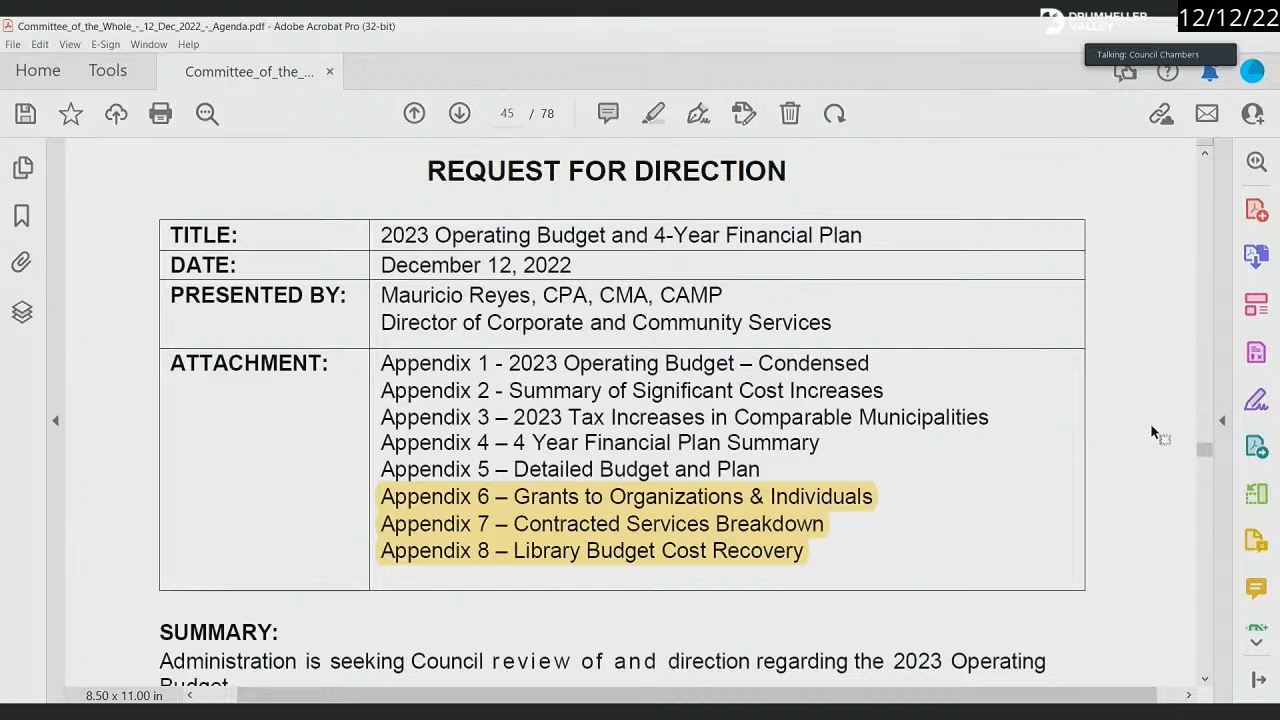 Committee_of_the_Whole_-_12_Dec_2022_-_Agenda.pdf - Adobe Acrobat Pro (32-bit)
DRUMHELLER
VALLEY
12/12/22
File Edit View E-Sign Window Help
Talking: Council Chambers
Home Tools Committee_of_the_... ×
45 / 78
REQUEST FOR DIRECTION
TITLE: 2023 Operating Budget and 4-Year Financial Plan
DATE: December 12, 2022
PRESENTED BY: Mauricio Reyes, CPA, CMA, CAMP
Director of Corporate and Community Services
ATTACHMENT: Appendix 1 - 2023 Operating Budget – Condensed
Appendix 2 - Summary of Significant Cost Increases
Appendix 3 – 2023 Tax Increases in Comparable Municipalities
Appendix 4 – 4 Year Financial Plan Summary
Appendix 5 – Detailed Budget and Plan
Appendix 6 – Grants to Organizations & Individuals
Appendix 7 – Contracted Services Breakdown
Appendix 8 – Library Budget Cost Recovery
SUMMARY:
Administration is seeking Council review of and direction regarding the 2023 Operating
Budget
8.50 x 11.00 in